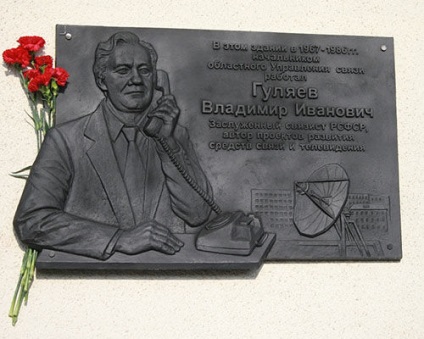 В этом здании в 1967-1986гг.
начальником
областного Управления связи
работал
Гуляев
Владимир Иванович
Заслуженный связист РСФСР,
автор проектов развития
средств связи и телевидения